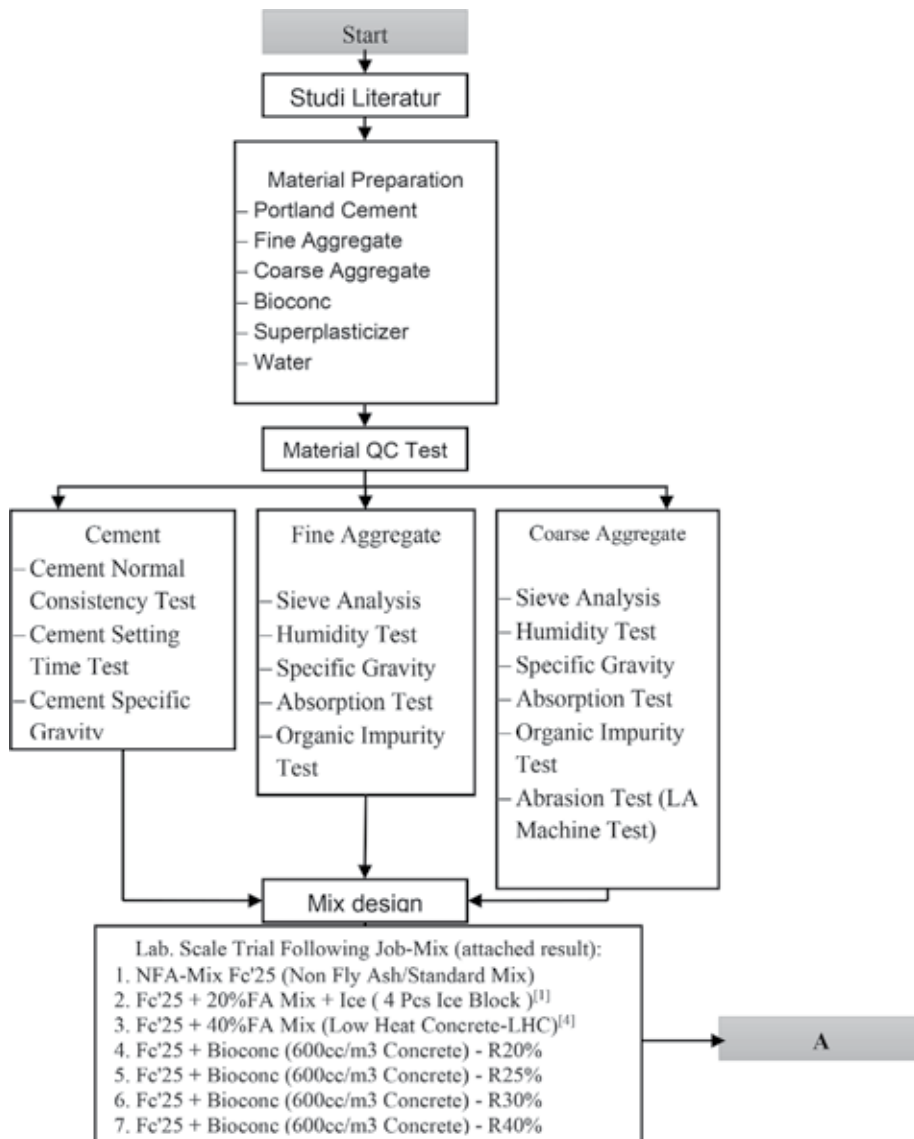 Start
Studi Literatur
Material Preparation
– Portland Cement
– Fine Aggregate
– Coarse Aggregate
– Bioconc
– Superplasticizer
– Water
Material QC Test
Cement
– Cement Normal
Consistency Test
– Cement Setting
Time Test
– Cement Specific
Gravity
Fine Aggregate
– Sieve Analysis
– Humidity Test
– Specific Gravity
– Absorption Test
– Organic Impurity
Test
Coarse Aggregate
– Sieve Analysis
– Humidity Test
– Specific Gravity
– Absorption Test
– Organic Impurity
Test
– Abrasion Test (LA
Machine Test)
Mix design
Lab. Scale Trial Following Job-Mix (attached result):
1. NFA-Mix Fc'25 (Non Fly Ash/Standard Mix)
2. Fc'25 + 20%FA Mix + Ice ( 4 Pcs Ice Block )[1]
3. Fc'25 + 40%FA Mix (Low Heat Concrete-LHC)[4]
4. Fc'25 + Bioconc (600cc/m3 Concrete) - R20%
5. Fc'25 + Bioconc (600cc/m3 Concrete) - R25%
6. Fc'25 + Bioconc (600cc/m3 Concrete) - R30%
7. Fc'25 + Bioconc (600cc/m3 Concrete) - R40%
A